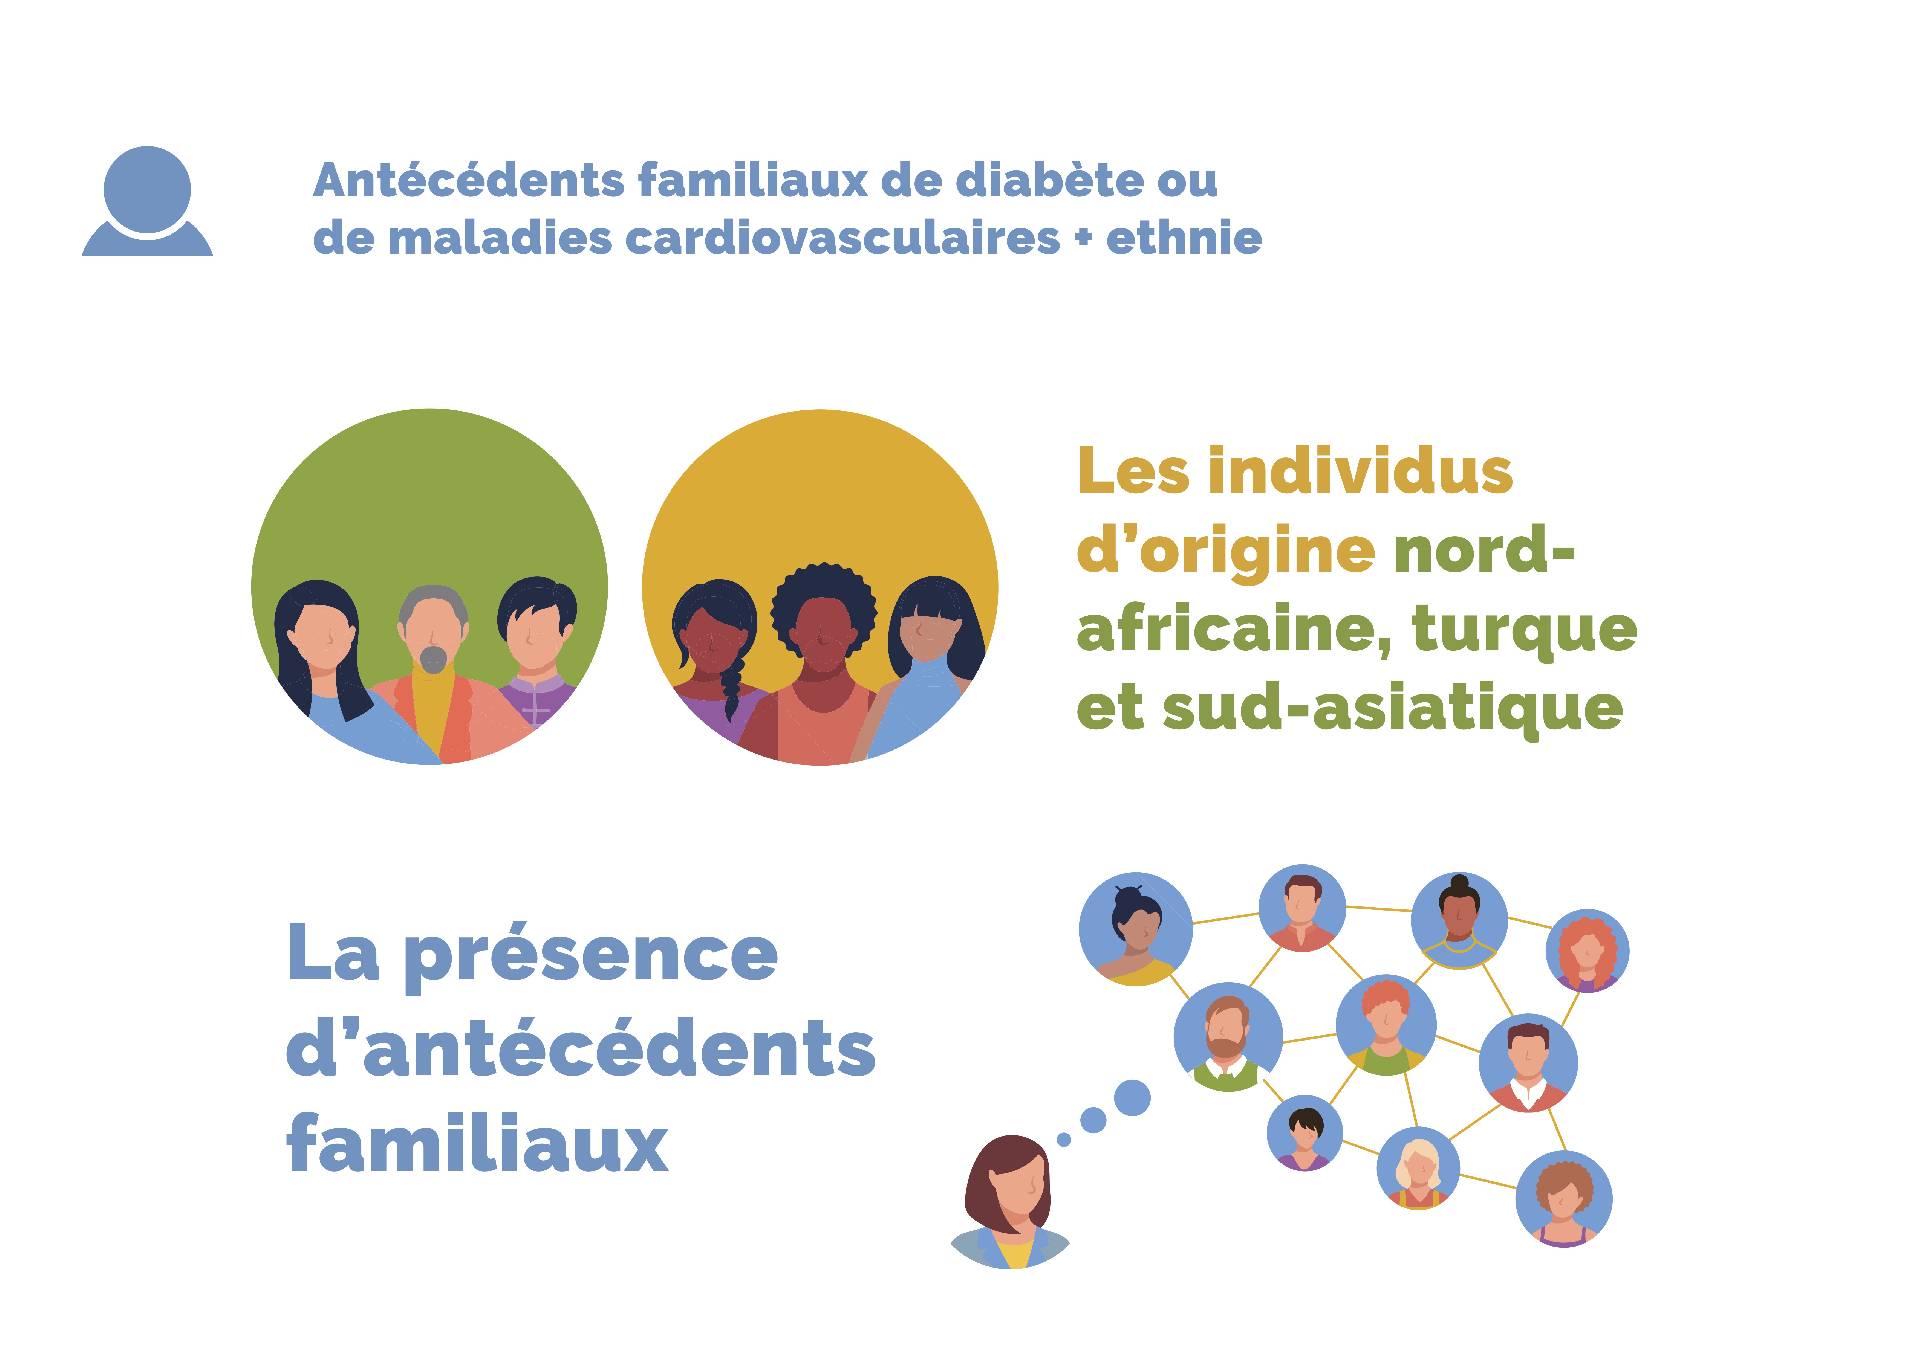 Antécédents familiaux de diabète ou
de maladies cardiovasculaires + ethnie
Les individus
d’origine nord-
africaine, turque
et sud-asiatique
La présence
d’antécédents
familiaux